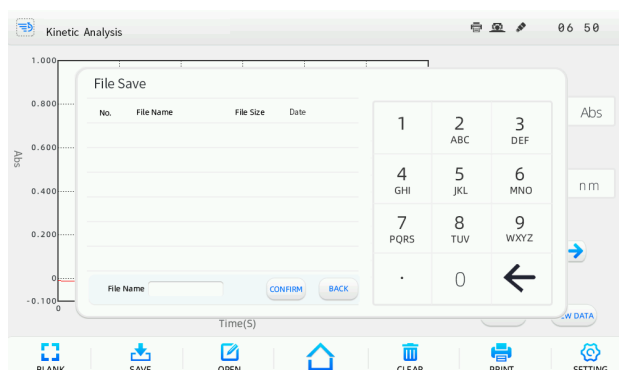 Kinetic Analysis
06 50
1.000
0.800
0.600
0.400
0.200
0
-0.100
0
Abs
Time(S)
File Save
No. File Name File Size Date
File Name
CONFIRM
BACK
1
2 ABC
3 DEF
4 GHI
5 JKL
6 MNO
7 PQRS
8 TUV
9 WXYZ
.
0
Abs
nm
EW DATA
BLANK
SAVE
OPEN
CLEAR
PRINT
SETTING